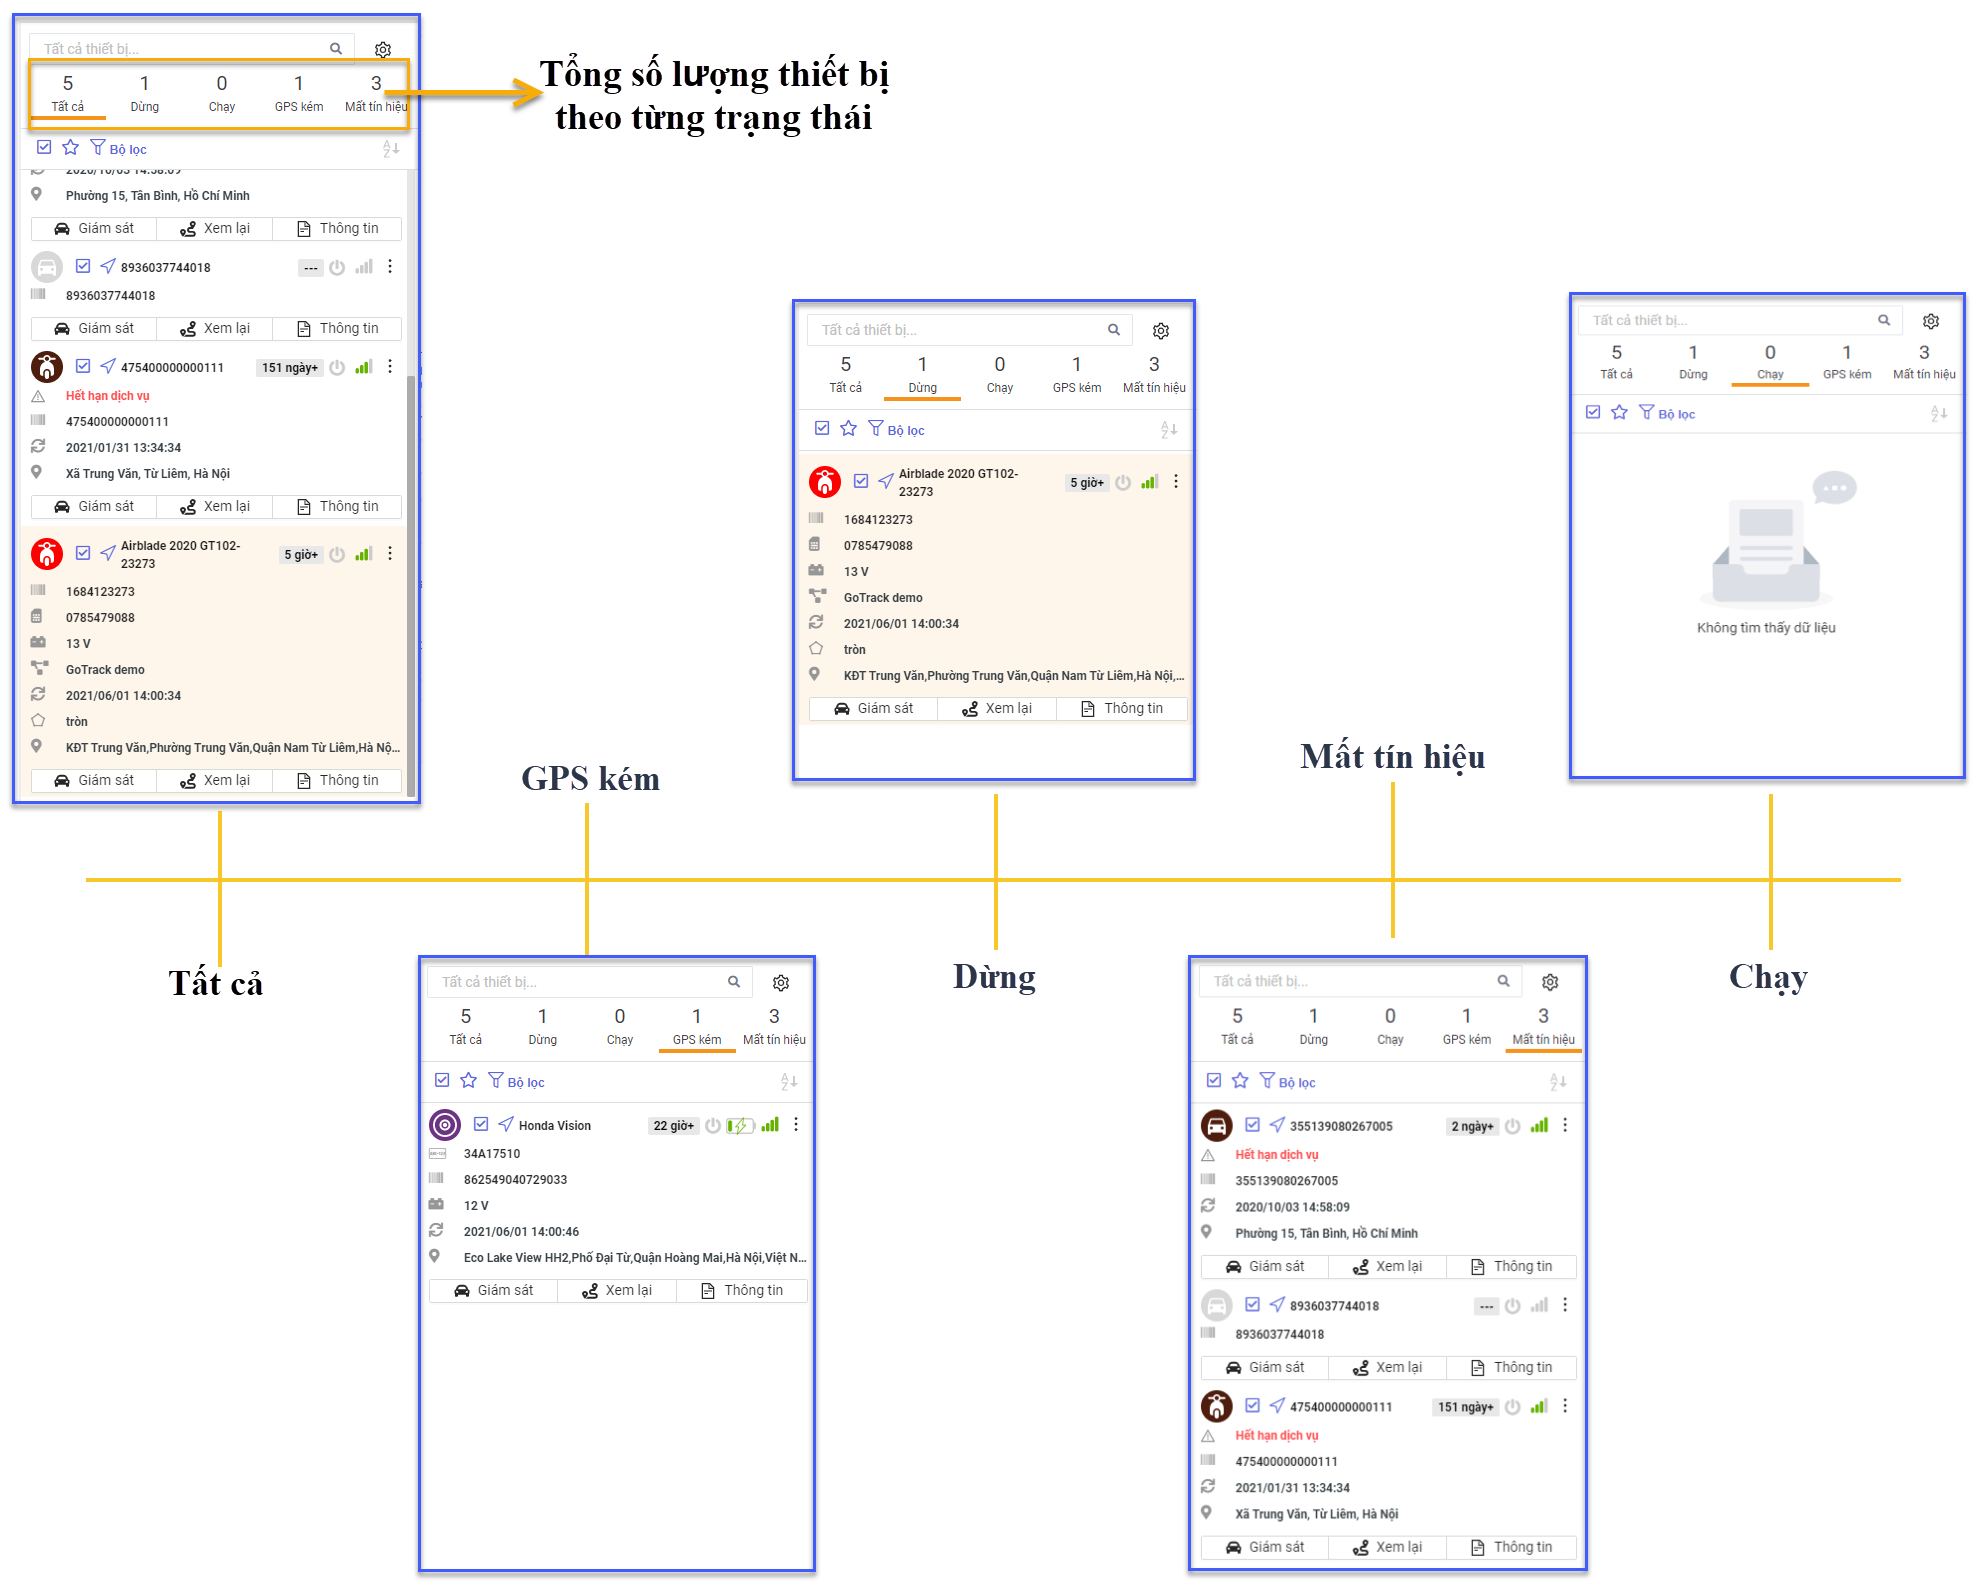 Tất cả thiết bị...
5 1 0 1 3
Tất cả Dừng Chạy GPS kém Mất tín hiệu
Bộ lọc
2020/10/03 14:58:09
Phường 15, Tân Bình, Hồ Chí Minh
Giám sát Xem lại Thông tin
8936037744018 ---
8936037744018
Giám sát Xem lại Thông tin
475400000000111 151 ngày+
Hết hạn dịch vụ
475400000000111
2021/01/31 13:34:34
Xã Trung Văn, Từ Liêm, Hà Nội
Giám sát Xem lại Thông tin
Airblade 2020 GT102-
23273
5 giờ+
1684123273
0785479088
13 V
GoTrack demo
2021/06/01 14:00:34
tròn
KĐT Trung Văn,Phường Trung Văn,Quận Nam Từ Liêm,Hà Nộ...
Giám sát Xem lại Thông tin
Tổng số lượng thiết bị
theo từng trạng thái
Tất cả
GPS kém
Tất cả thiết bị...
5 1 0 1 3
Tất cả Dừng Chạy GPS kém Mất tín hiệu
Bộ lọc
Honda Vision 22 giờ+
34A17510
862549040729033
12 V
2021/06/01 14:00:46
Eco Lake View HH2,Phố Đại Từ,Quận Hoàng Mai,Hà Nội,Việt N...
Giám sát Xem lại Thông tin
Tất cả thiết bị...
5 1 0 1 3
Tất cả Dừng Chạy GPS kém Mất tín hiệu
Bộ lọc
Airblade 2020 GT102-
23273
5 giờ+
1684123273
0785479088
13 V
GoTrack demo
2021/06/01 14:00:34
tròn
KĐT Trung Văn,Phường Trung Văn,Quận Nam Từ Liêm,Hà Nội,...
Giám sát Xem lại Thông tin
Dừng
Mất tín hiệu
Tất cả thiết bị...
5 1 0 1 3
Tất cả Dừng Chạy GPS kém Mất tín hiệu
Bộ lọc
355139080267005 2 ngày+
Hết hạn dịch vụ
355139080267005
2020/10/03 14:58:09
Phường 15, Tân Bình, Hồ Chí Minh
Giám sát Xem lại Thông tin
8936037744018 ---
8936037744018
Giám sát Xem lại Thông tin
475400000000111 151 ngày+
Hết hạn dịch vụ
475400000000111
2021/01/31 13:34:34
Xã Trung Văn, Từ Liêm, Hà Nội
Giám sát Xem lại Thông tin
Tất cả thiết bị...
5 1 0 1 3
Tất cả Dừng Chạy GPS kém Mất tín hiệu
Bộ lọc
Không tìm thấy dữ liệu
Chạy